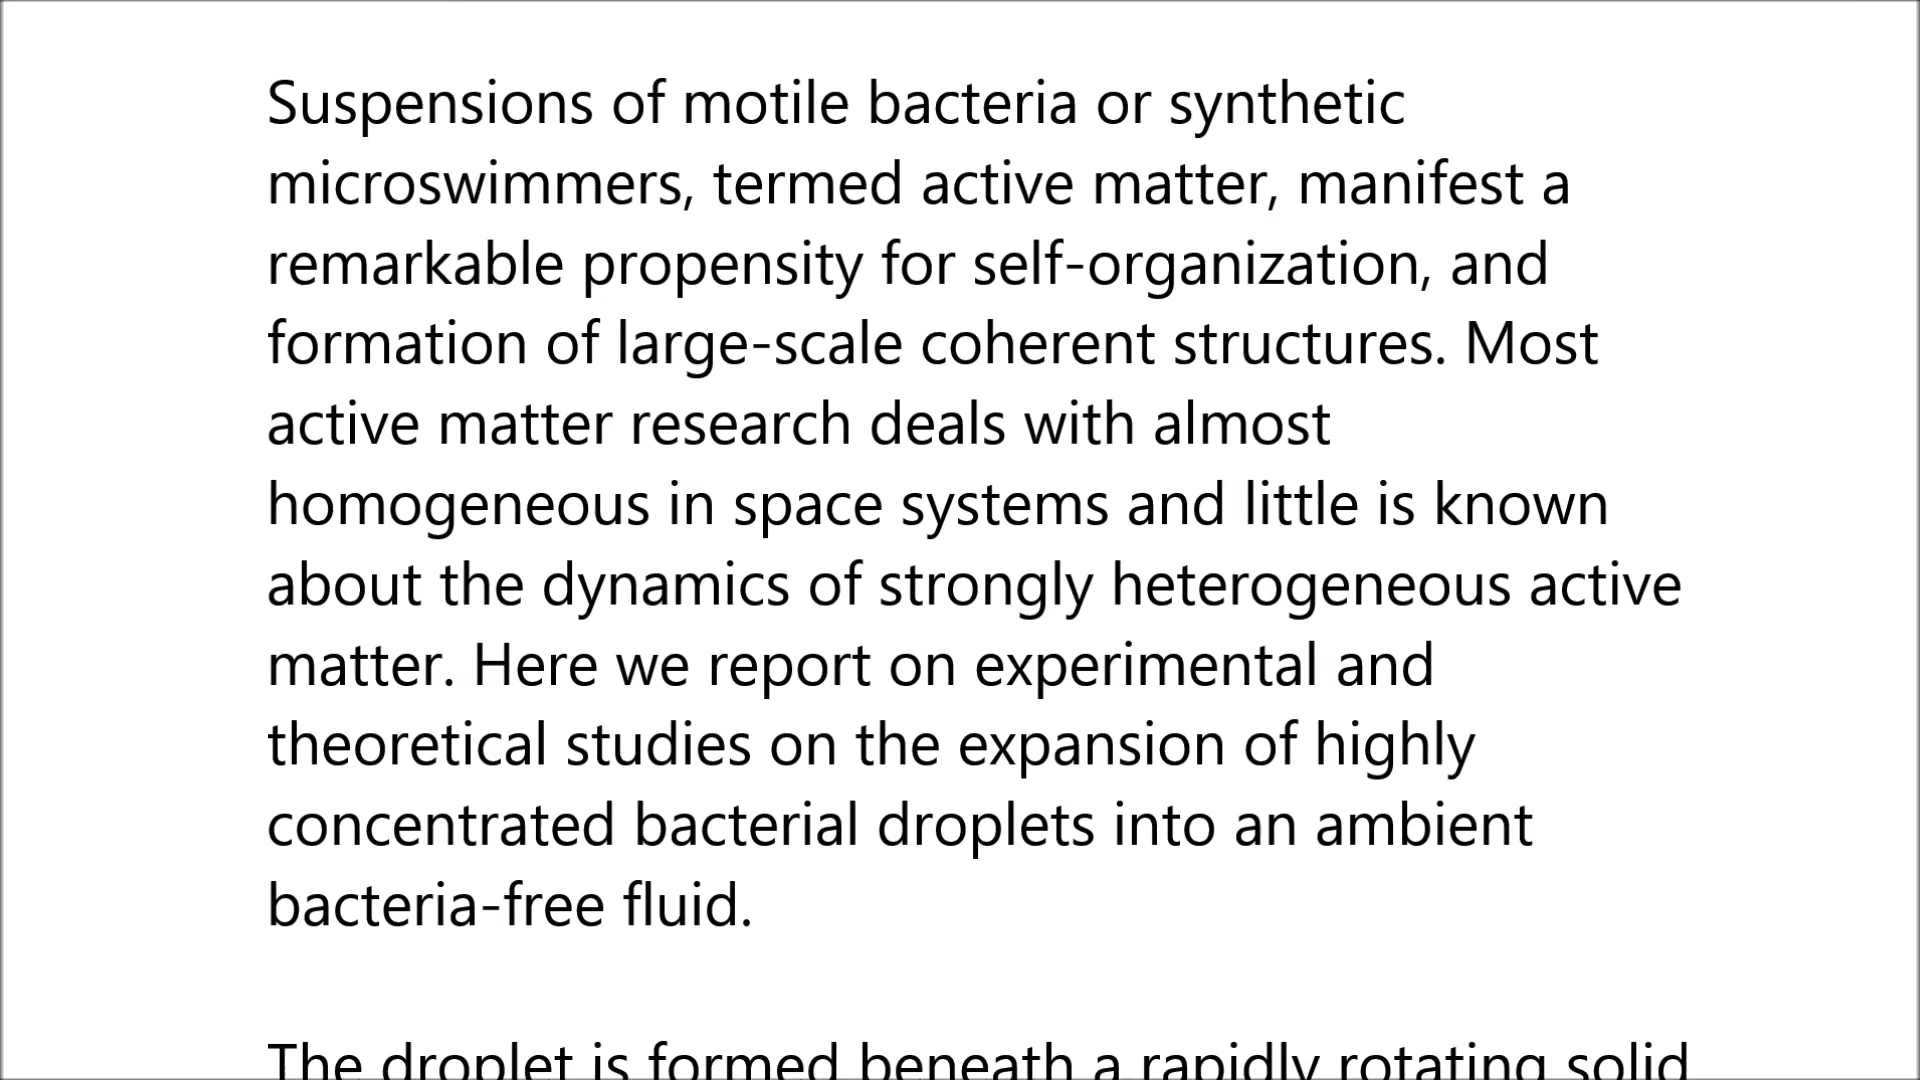 Suspensions of motile bacteria or synthetic
microswimmers, termed active matter, manifest a
remarkable propensity for self-organization, and
formation of large-scale coherent structures. Most
active matter research deals with almost
homogeneous in space systems and little is known
about the dynamics of strongly heterogeneous active
matter. Here we report on experimental and
theoretical studies on the expansion of highly
concentrated bacterial droplets into an ambient
bacteria-free fluid.
The droplet is formed beneath a rapidly rotating solid